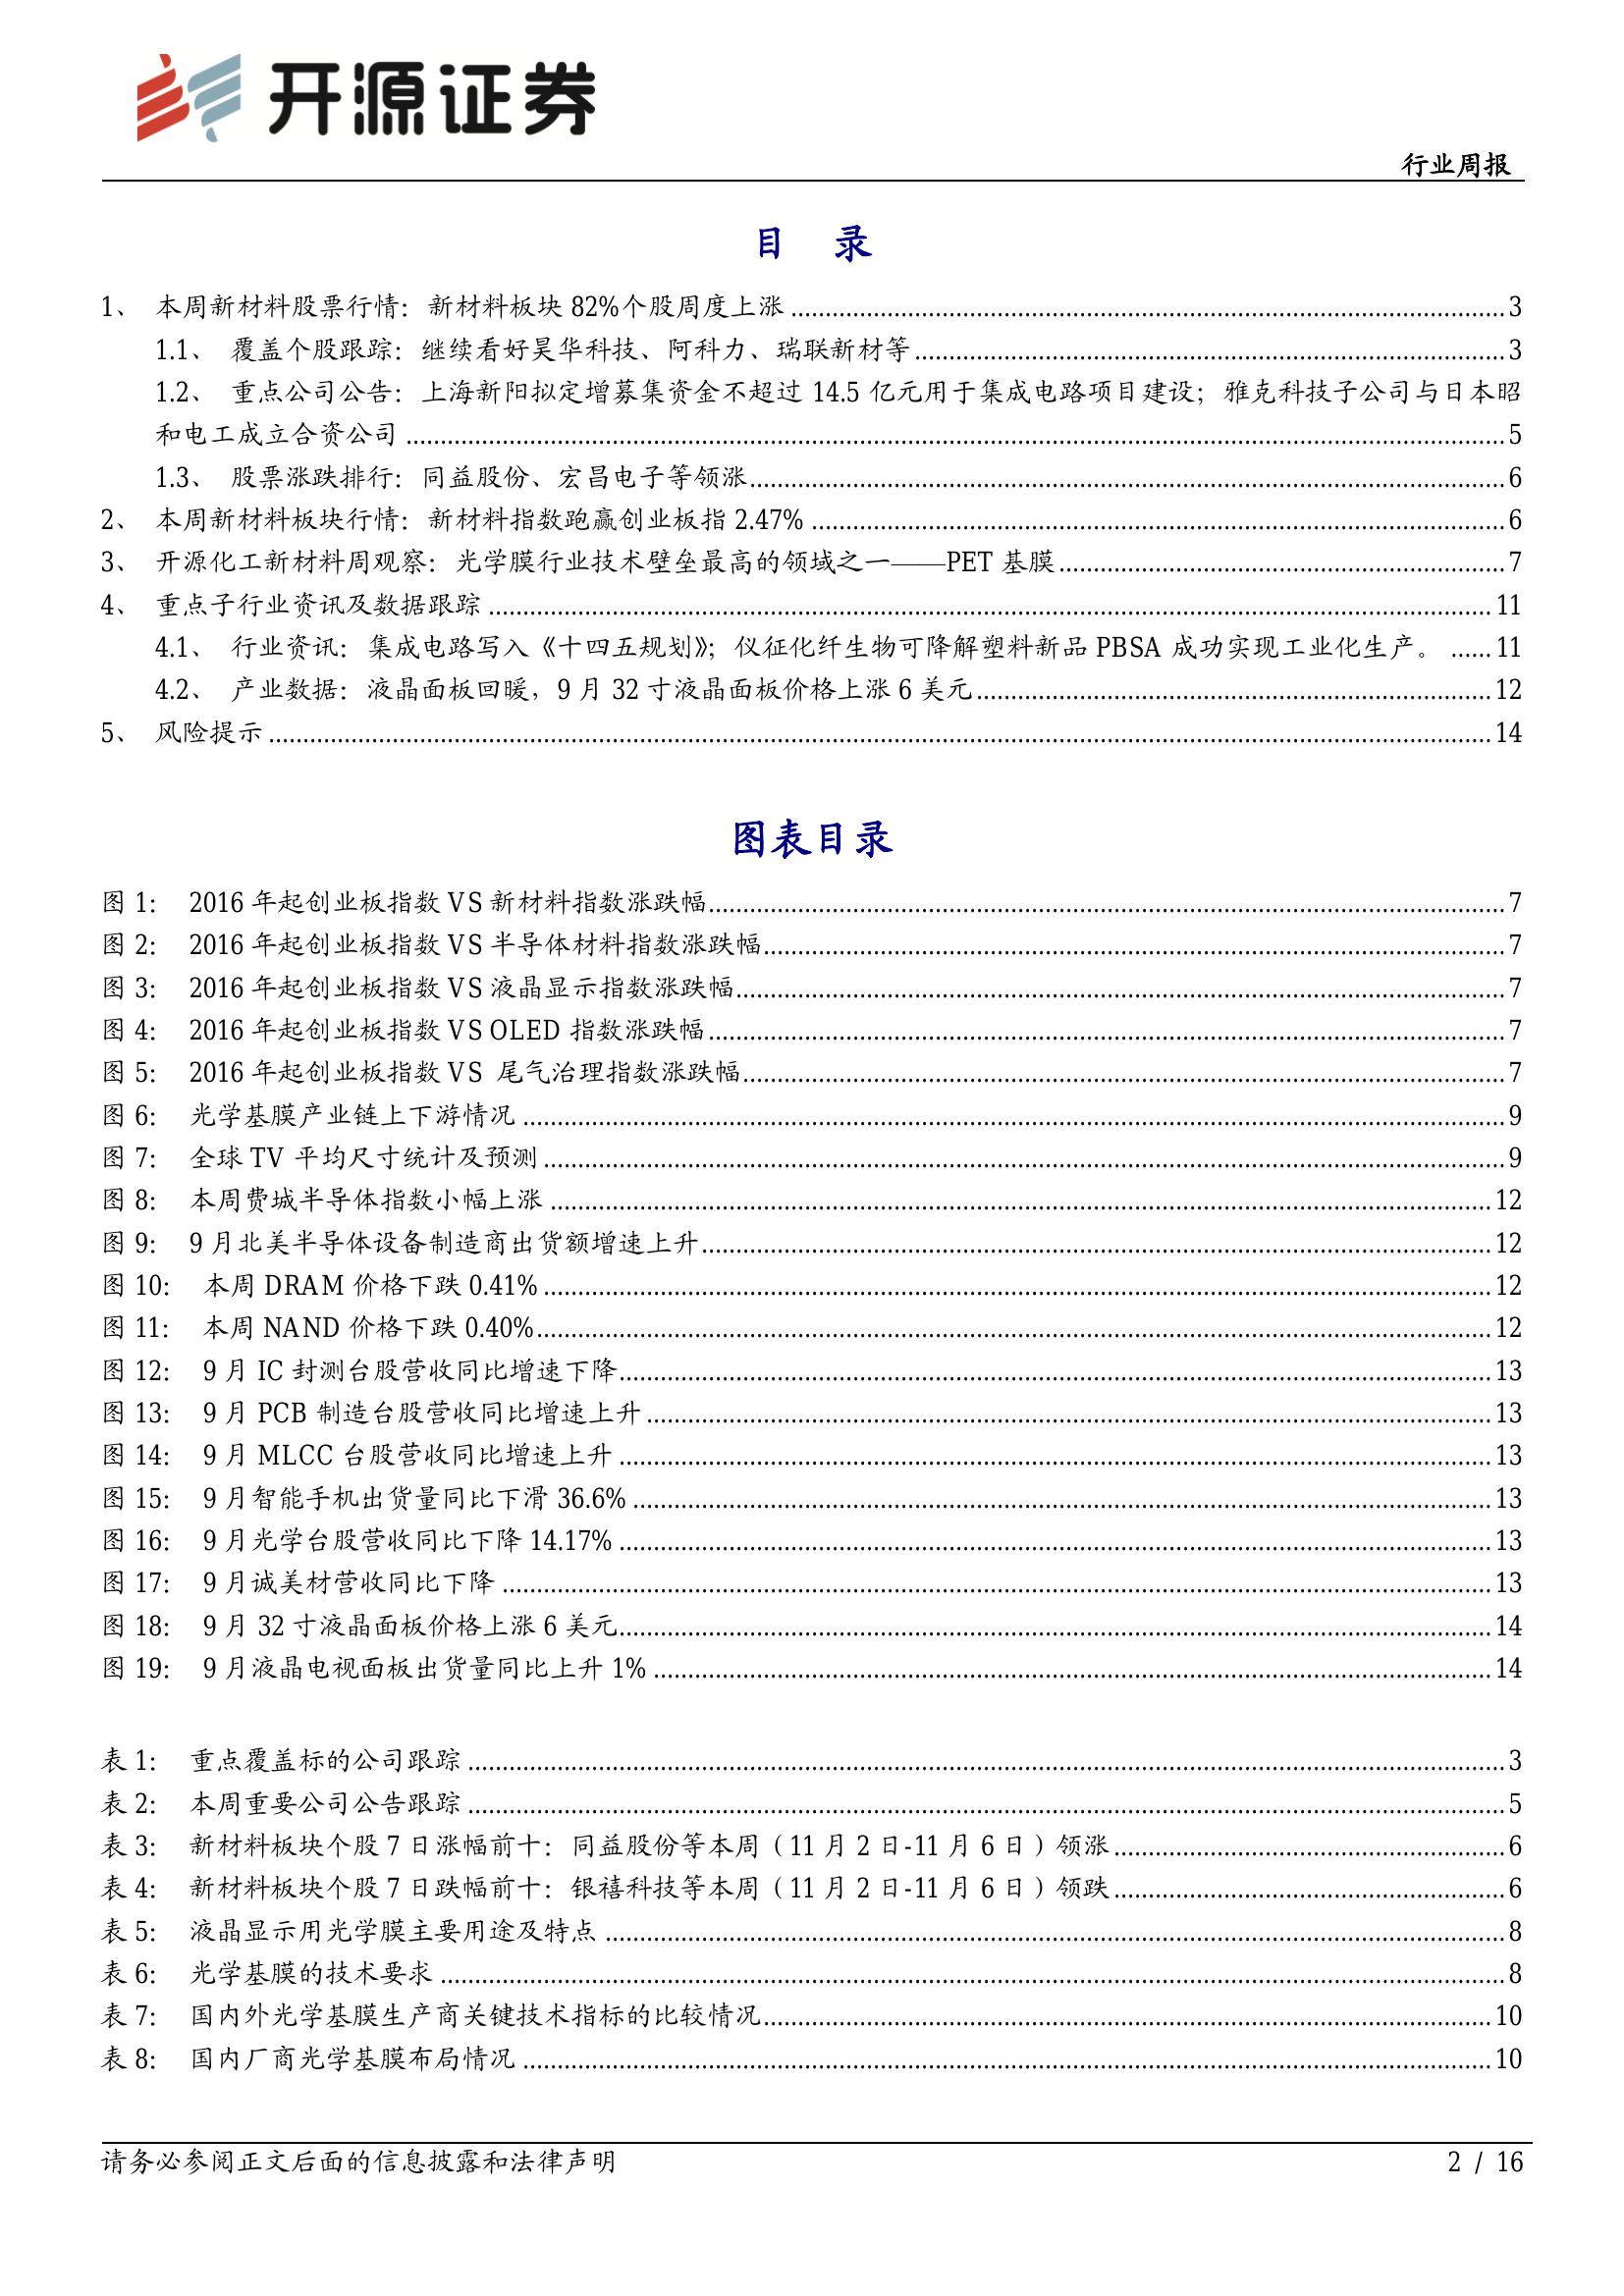 开源证券
行业周报
目 录
1、 本周新材料股票行情：新材料板块 82%个股周度上涨 ........ 3
1.1、 覆盖个股跟踪：继续看好昊华科技、阿科力、瑞联新材等 ........ 3
1.2、 重点公司公告：上海新阳拟定增募集资金不超过 14.5 亿元用于集成电路项目建设；雅克科技子公司与日本昭
和电工成立合资公司 ........ 5
1.3、 股票涨跌排行：同益股份、宏昌电子等领涨 ........ 6
2、 本周新材料板块行情：新材料指数跑赢创业板指 2.47% ........ 6
3、 开源化工新材料周观察：光学膜行业技术壁垒最高的领域之一——PET 基膜 ........ 7
4、 重点子行业资讯及数据跟踪 ........ 11
4.1、 行业资讯：集成电路写入《十四五规划》；仪征化纤生物可降解塑料新品 PBSA 成功实现工业化生产。 ...... 11
4.2、 产业数据：液晶面板回暖，9 月 32 寸液晶面板价格上涨 6 美元 ........ 12
5、 风险提示 ........ 14
图表目录
图 1: 2016 年起创业板指数 VS 新材料指数涨跌幅 ........ 7
图 2: 2016 年起创业板指数 VS 半导体材料指数涨跌幅 ........ 7
图 3: 2016 年起创业板指数 VS 液晶显示指数涨跌幅 ........ 7
图 4: 2016 年起创业板指数 VS OLED 指数涨跌幅 ........ 7
图 5: 2016 年起创业板指数 VS 尾气治理指数涨跌幅 ........ 7
图 6: 光学基膜产业链上下游情况 ........ 9
图 7: 全球 TV 平均尺寸统计及预测 ........ 9
图 8: 本周费城半导体指数小幅上涨 ........ 12
图 9: 9 月北美半导体设备制造商出货额增速上升 ........ 12
图 10: 本周 DRAM 价格下跌 0.41% ........ 12
图 11: 本周 NAND 价格下跌 0.40% ........ 12
图 12: 9 月 IC 封测台股营收同比增速下降 ........ 13
图 13: 9 月 PCB 制造台股营收同比增速上升 ........ 13
图 14: 9 月 MLCC 台股营收同比增速上升 ........ 13
图 15: 9 月智能手机出货量同比下滑 36.6% ........ 13
图 16: 9 月光学台股营收同比下降 14.17% ........ 13
图 17: 9 月诚美材营收同比下降 ........ 13
图 18: 9 月 32 寸液晶面板价格上涨 6 美元 ........ 14
图 19: 9 月液晶电视面板出货量同比上升 1% ........ 14
表 1: 重点覆盖标的公司跟踪 ........ 3
表 2: 本周重要公司公告跟踪 ........ 5
表 3: 新材料板块个股 7 日涨幅前十：同益股份等本周（11 月 2 日-11 月 6 日）领涨 ........ 6
表 4: 新材料板块个股 7 日跌幅前十：银禧科技等本周（11 月 2 日-11 月 6 日）领跌 ........ 6
表 5: 液晶显示用光学膜主要用途及特点 ........ 8
表 6: 光学基膜的技术要求 ........ 8
表 7: 国内外光学基膜生产商关键技术指标的比较情况 ........ 10
表 8: 国内厂商光学基膜布局情况 ........ 10
请务必参阅正文后面的信息披露和法律声明
2 / 16